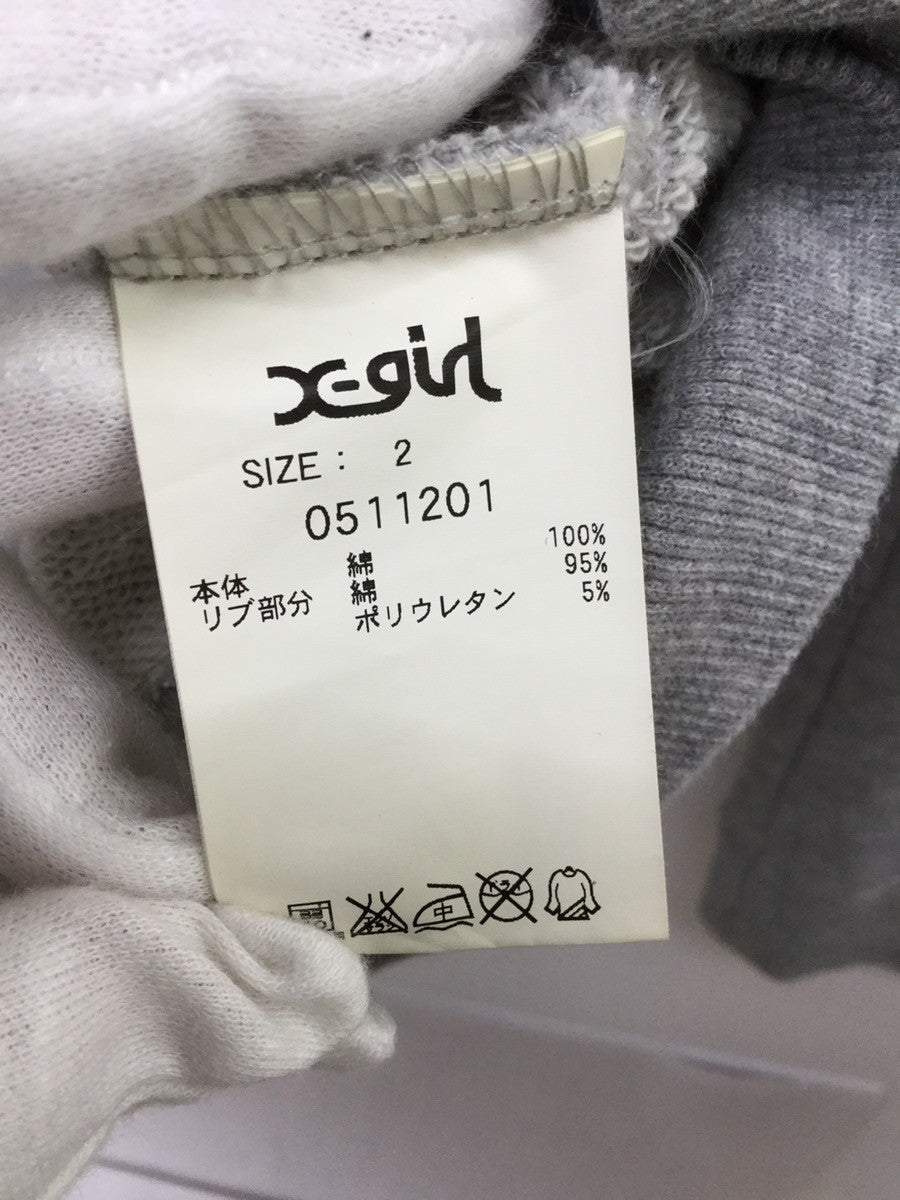 X-girl
SIZE : 2
0511201
本体 綿 100%
リブ部分 綿 95%
ポリウレタン 5%
中